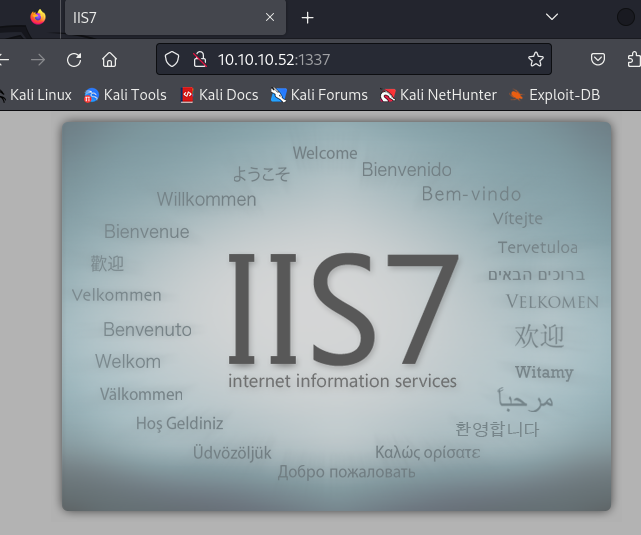 IIS7
10.10.10.52:1337
Kali Linux Kali Tools Kali Docs Kali Forums Kali NetHunter Exploit-DB
Welcome
ようこそ
Bienvenido
Willkommen
Bem-vindo
Vítejte
Bienvenue
Tervetuloa
歡迎
ברוכים הבאים
Velkommen
VELKOMEN
IIS7
internet information services
Benvenuto
欢迎
Welkom
Witamy
Välkommen
مرحباً
Hoş Geldiniz
환영합니다
Üdvözöljük
Καλώς ορίσατε
Добро пожаловать